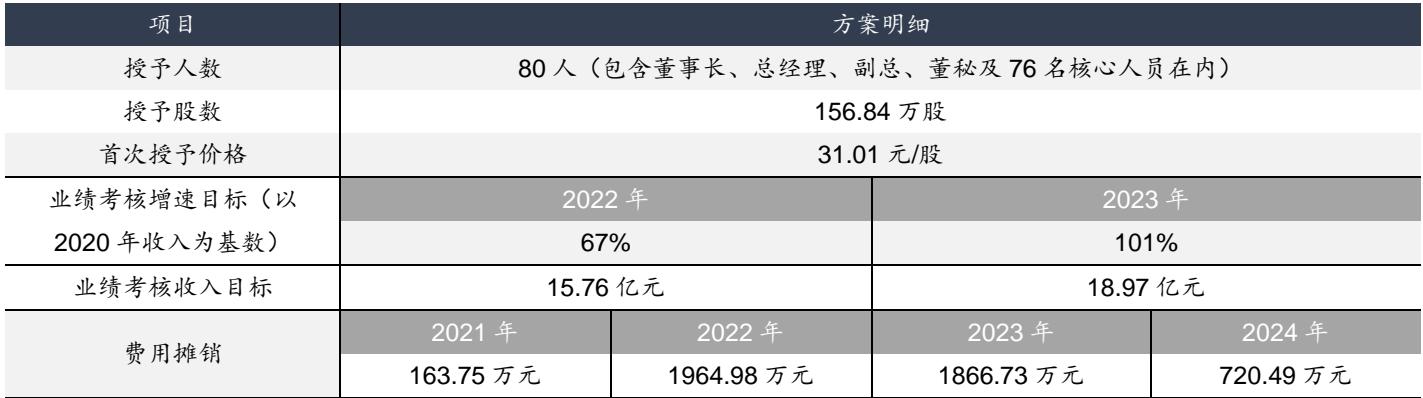 项目 方案明细
授予人数 80 人（包含董事长、总经理、副总、董秘及 76 名核心人员在内）
授予股数 156.84 万股
首次授予价格 31.01 元/股
业绩考核增速目标（以 2022 年 2023 年
2020 年收入为基数） 67% 101%
业绩考核收入目标 15.76 亿元 18.97 亿元
费用摊销 2021 年 2022 年 2023 年 2024 年
163.75 万元 1964.98 万元 1866.73 万元 720.49 万元